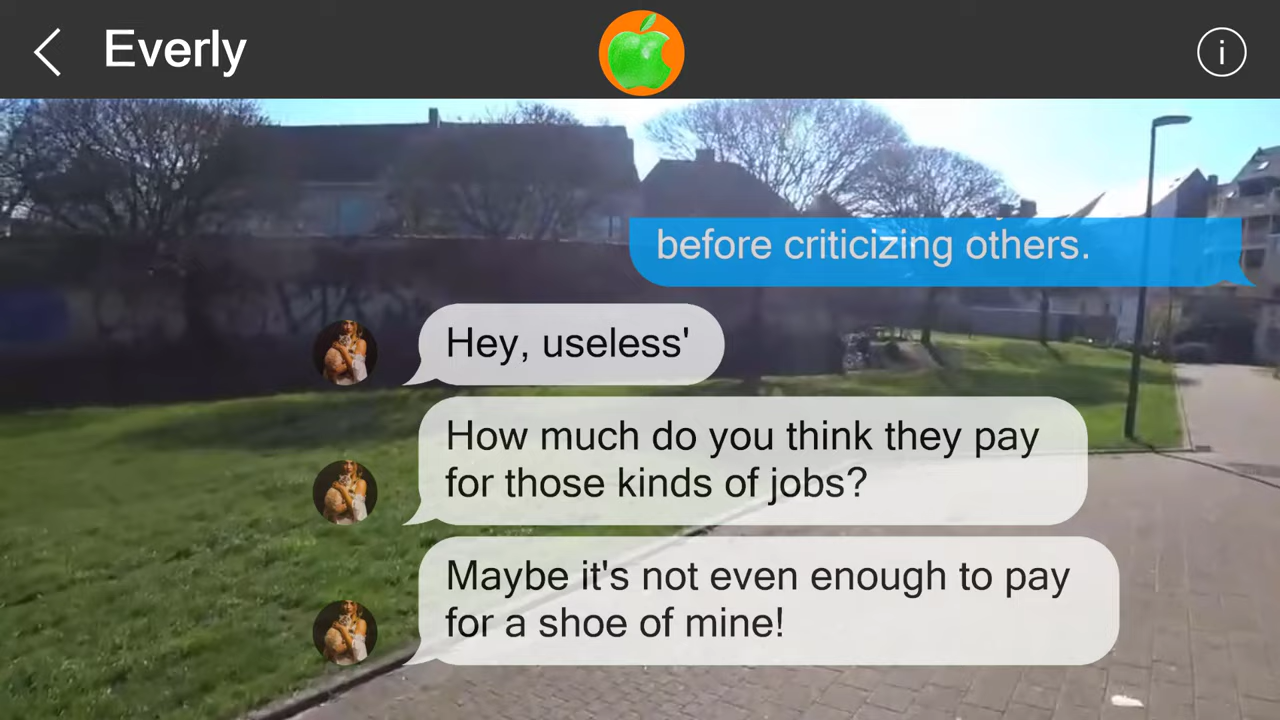 Everly
before criticizing others.
Hey, useless'
How much do you think they pay
for those kinds of jobs?
Maybe it's not even enough to pay
for a shoe of mine!